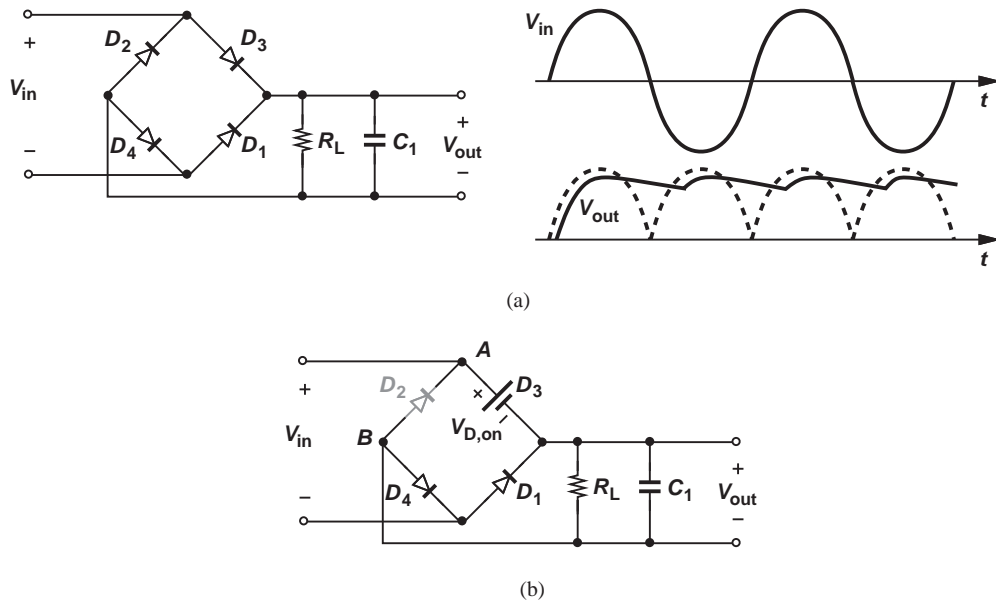 D2
D3
+
Vin
D4
D1
RL
C1
+
Vout
−
−
Vin
t
Vout
t
(a)
A
D2
+
D3
+
−
VD,on
Vin
B
D4
D1
RL
C1
+
Vout
−
−
(b)